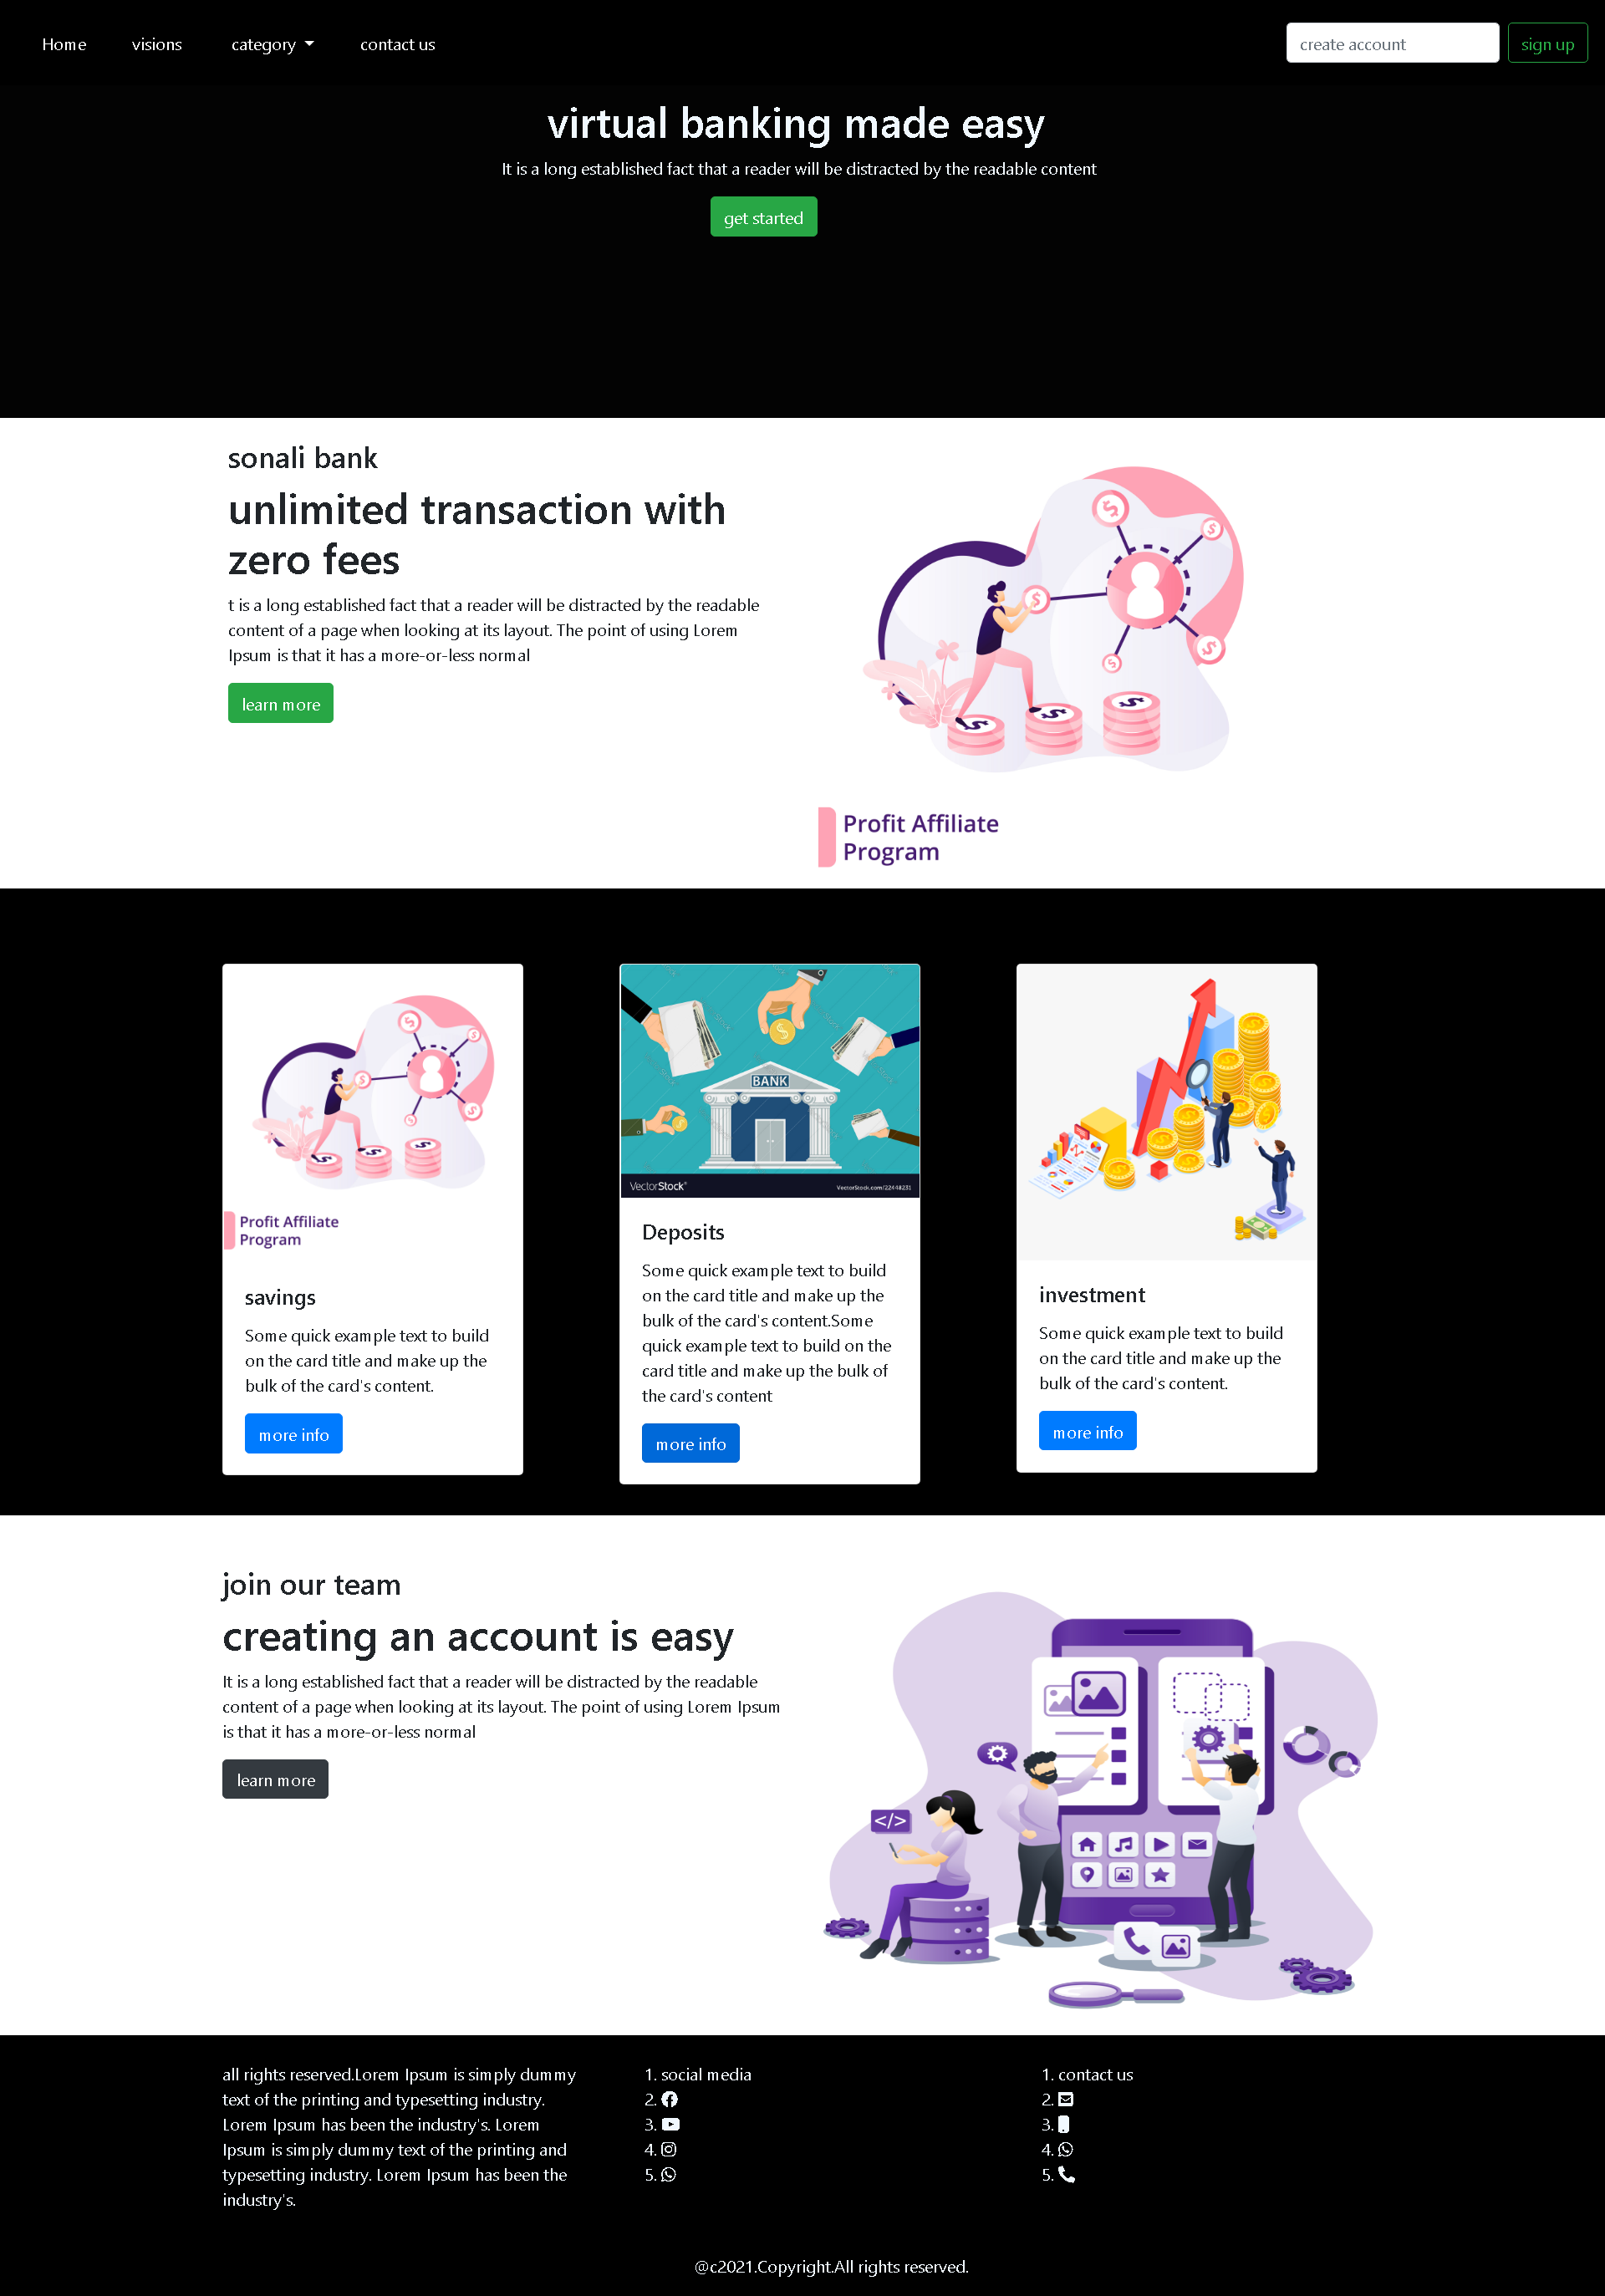 Home visions category contact us create account sign up
virtual banking made easy
It is a long established fact that a reader will be distracted by the readable content
get started
sonali bank
unlimited transaction with
zero fees
t is a long established fact that a reader will be distracted by the readable
content of a page when looking at its layout. The point of using Lorem
Ipsum is that it has a more-or-less normal
learn more
Profit Affiliate
Program
Profit Affiliate
Program
savings
Some quick example text to build
on the card title and make up the
bulk of the card's content.
more info
BANK
VectorStock®
VectorStock.com/22448231
Deposits
Some quick example text to build
on the card title and make up the
bulk of the card's content.Some
quick example text to build on the
card title and make up the bulk of
the card's content
more info
investment
Some quick example text to build
on the card title and make up the
bulk of the card's content.
more info
join our team
creating an account is easy
It is a long established fact that a reader will be distracted by the readable
content of a page when looking at its layout. The point of using Lorem Ipsum
is that it has a more-or-less normal
learn more
</>
all rights reserved.Lorem Ipsum is simply dummy
text of the printing and typesetting industry.
Lorem Ipsum has been the industry's. Lorem
Ipsum is simply dummy text of the printing and
typesetting industry. Lorem Ipsum has been the
industry's.
1. social media
2.
3.
4.
5.
1. contact us
2.
3.
4.
5.
@c2021.Copyright.All rights reserved.